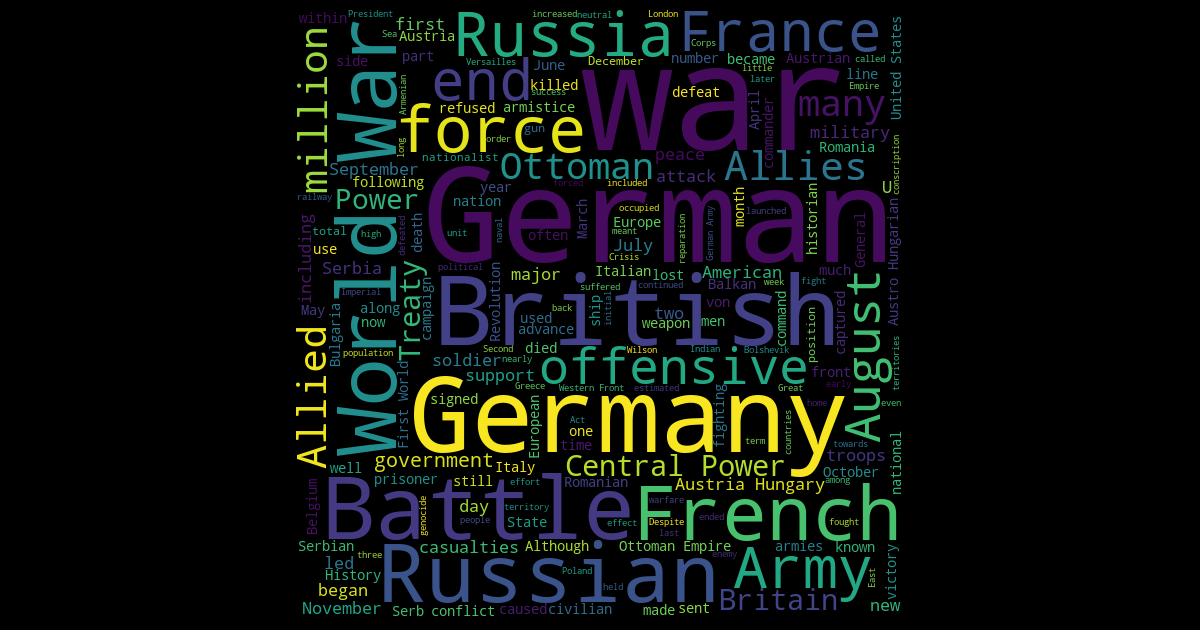 within
President
increased
neutral
London
first
Russia
France
Sea
Austria
million
World War
side
part
Versailles
June
December
Corps
number
became
Austrian
called
United States
little
later
line
Empire
end
killed
success
defeat
war
many
Armenian
refused
armistice
force
gun
order
long
April
commander
military
Romania
conscription
nationalist
Ottoman
peace
Allies
September
following
attack
railway
Power
year
forced
included
month
U
nation
German
historian
March
occupied
launched
Europe
including
total
high
use
defeated
death
unit
naval
often
meant
reparation
German Army
General
Austro Hungarian
July
Crisis
Serbia
political
major
Italian
lost
American
much
Imperial
Treaty
campaign
British
Revolution
suffered
continued
Balkan
week
fight
May
along
now
ship
initial
back
used
advance
two
weapon
von
men
command
position
captured
August
Bulgaria
population
Allied
Second
nearly
died
Wilson
Indian
Bolshevik
territories
soldier
support
offensive
front
First World
Greece
Western Front
estimated
Great
early
signed
Germany
fighting
home
even
European
Act
one
time
term
countries
towards
national
well
government
Italy
Central Power
troops
October
prisoner
still
effort
Romanian
Austria Hungary
among
Belgium
Battle
genocide
day
territory
people
State
effect
warfare
Despite
French
last
ended
fought
Serbian
three
casualties
Although
Ottoman Empire
enemy
armies
known
led
History
Russian
Poland
held
Army
East
victory
began
November
Serb
conflict
caused
civilian
made
sent
Britain
new